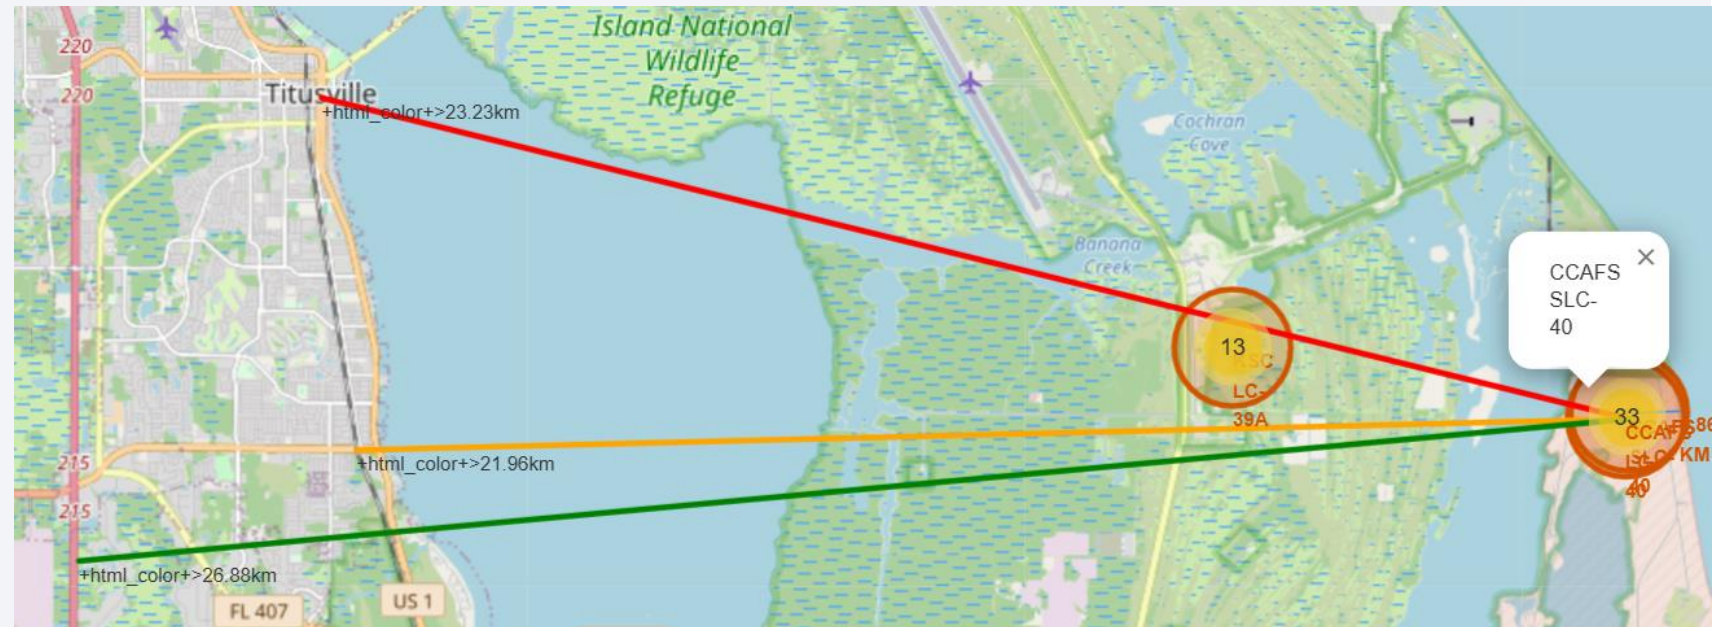 Island National
Wildlife
Refuge
220
220
Titusville
+html_color+>23.23km
Cochran
Cove
Banana
Creek
CCAFS
SLC-
40
×
13
LC-
39A
33
215
+html_color+>21.96km
215
+html_color+>26.88km
FL 407
US 1